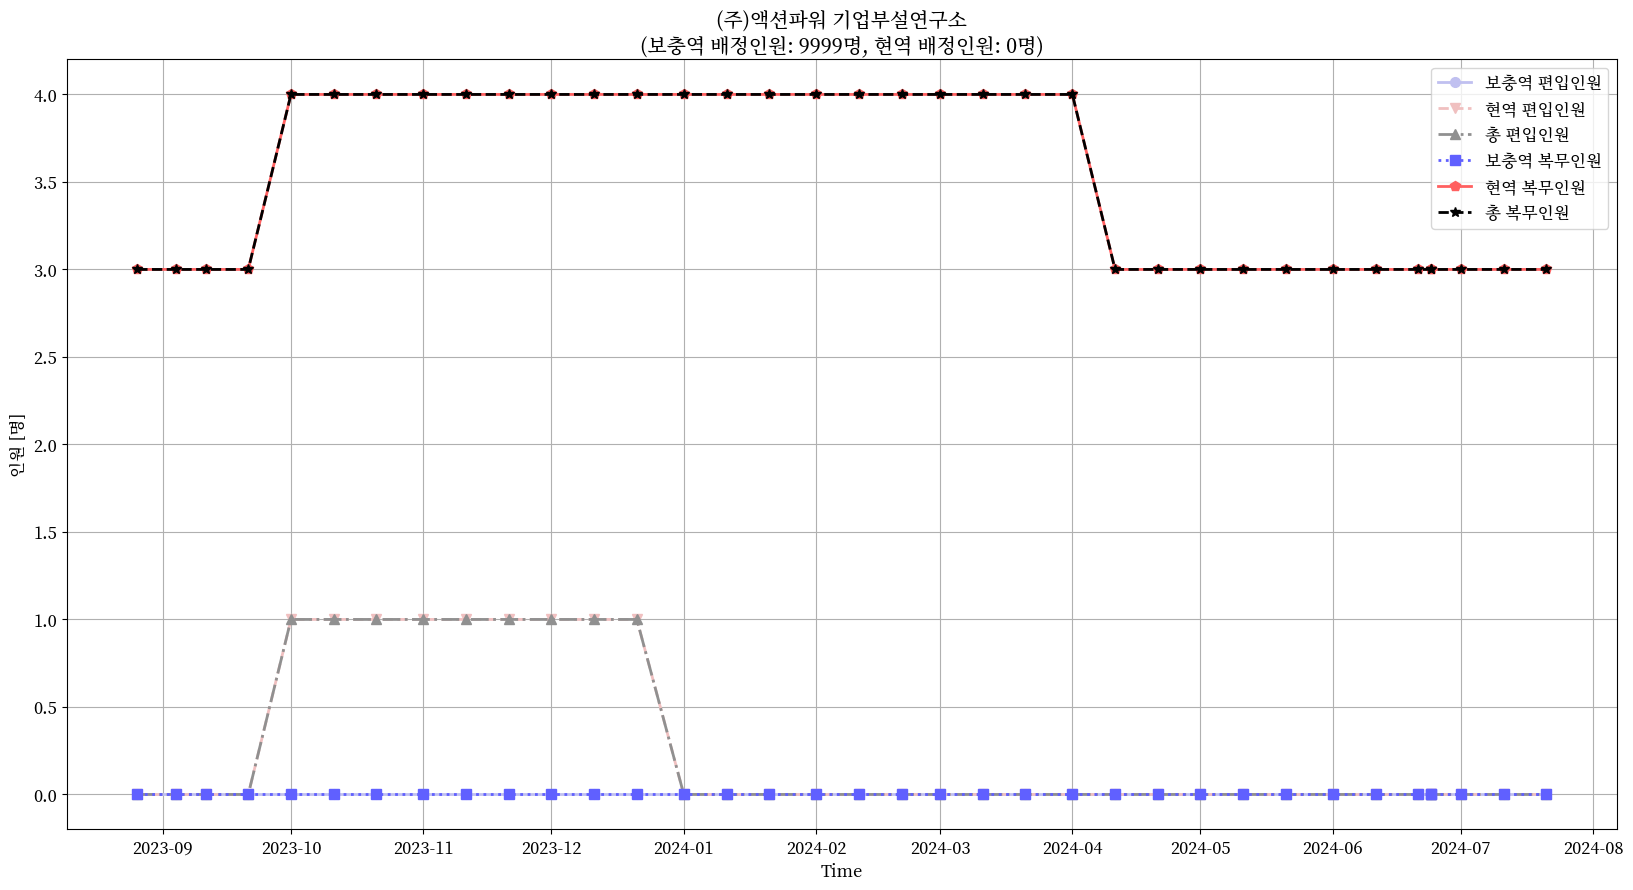 (주)액션파워 기업부설연구소
(보충역 배정인원: 9999명, 현역 배정인원: 0명)
보충역 편입인원
현역 편입인원
총 편입인원
보충역 복무인원
현역 복무인원
총 복무인원
인원 [명]
4.0
3.5
3.0
2.5
2.0
1.5
1.0
0.5
0.0
2023-09 2023-10 2023-11 2023-12 2024-01 2024-02 2024-03 2024-04 2024-05 2024-06 2024-07 2024-08
Time